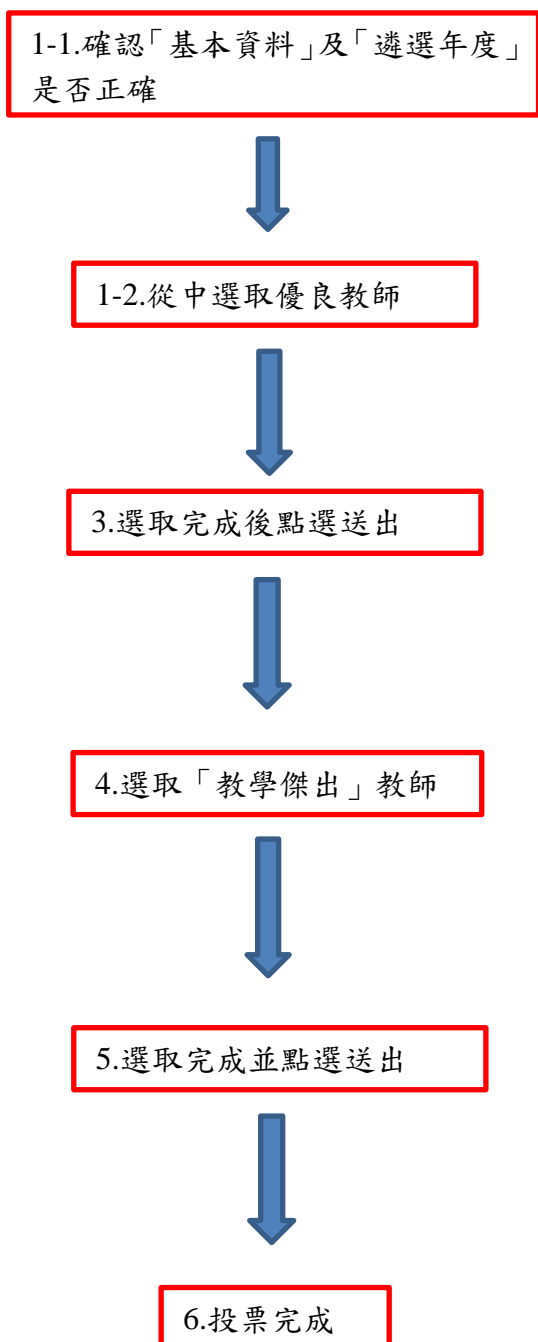 1-1.確認「基本資料」及「遴選年度」
是否正確
1-2.從中選取優良教師
3.選取完成後點選送出
4.選取「教學傑出」教師
5.選取完成並點選送出
6.投票完成